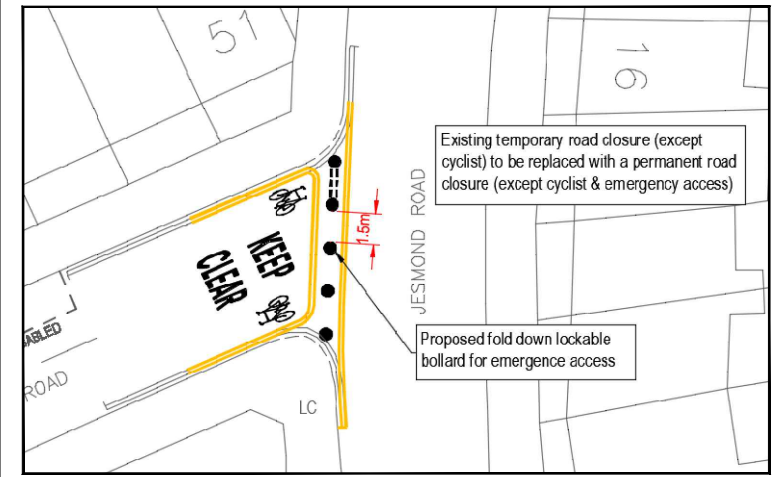 51
16
Existing temporary road closure (except
cyclist) to be replaced with a permanent road
closure (except cyclist & emergency access)
1.5m
JESMOND ROAD
KEEP
CLEAR
Proposed fold down lockable
bollard for emergence access
ROAD
LC